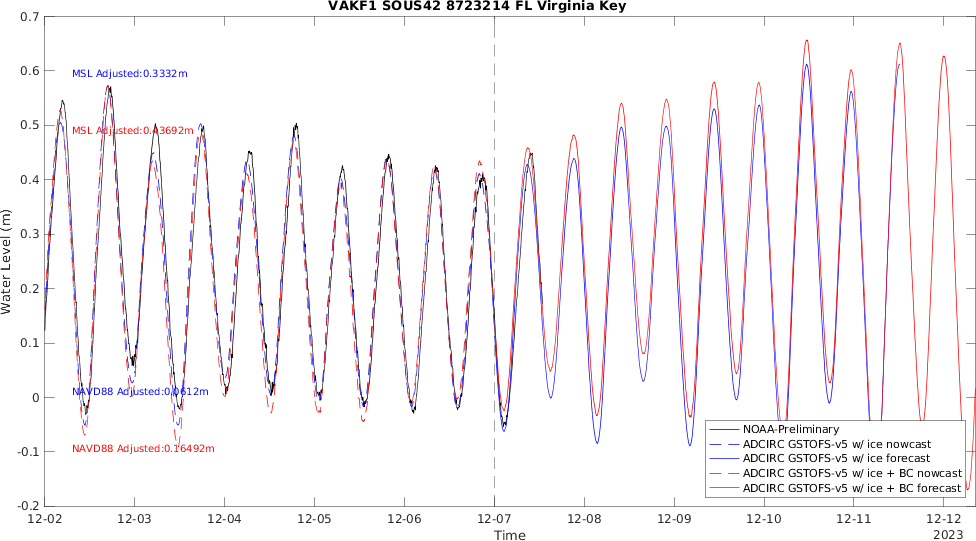 VAKF1 SOUS42 8723214 FL Virginia Key
0.7
0.6
0.5
0.4
0.3
0.2
0.1
0
-0.1
-0.2
Water Level (m)
MSL Adjusted:0.3332m
MSL Adjusted:0.43692m
NAVD88 Adjusted:0.0612m
NAVD88 Adjusted:0.16492m
NOAA-Preliminary
ADCIRC GSTOFS-v5 w/ ice nowcast
ADCIRC GSTOFS-v5 w/ ice forecast
ADCIRC GSTOFS-v5 w/ ice + BC nowcast
ADCIRC GSTOFS-v5 w/ ice + BC forecast
12-02 12-03 12-04 12-05 12-06 12-07 12-08 12-09 12-10 12-11 12-12
2023
Time